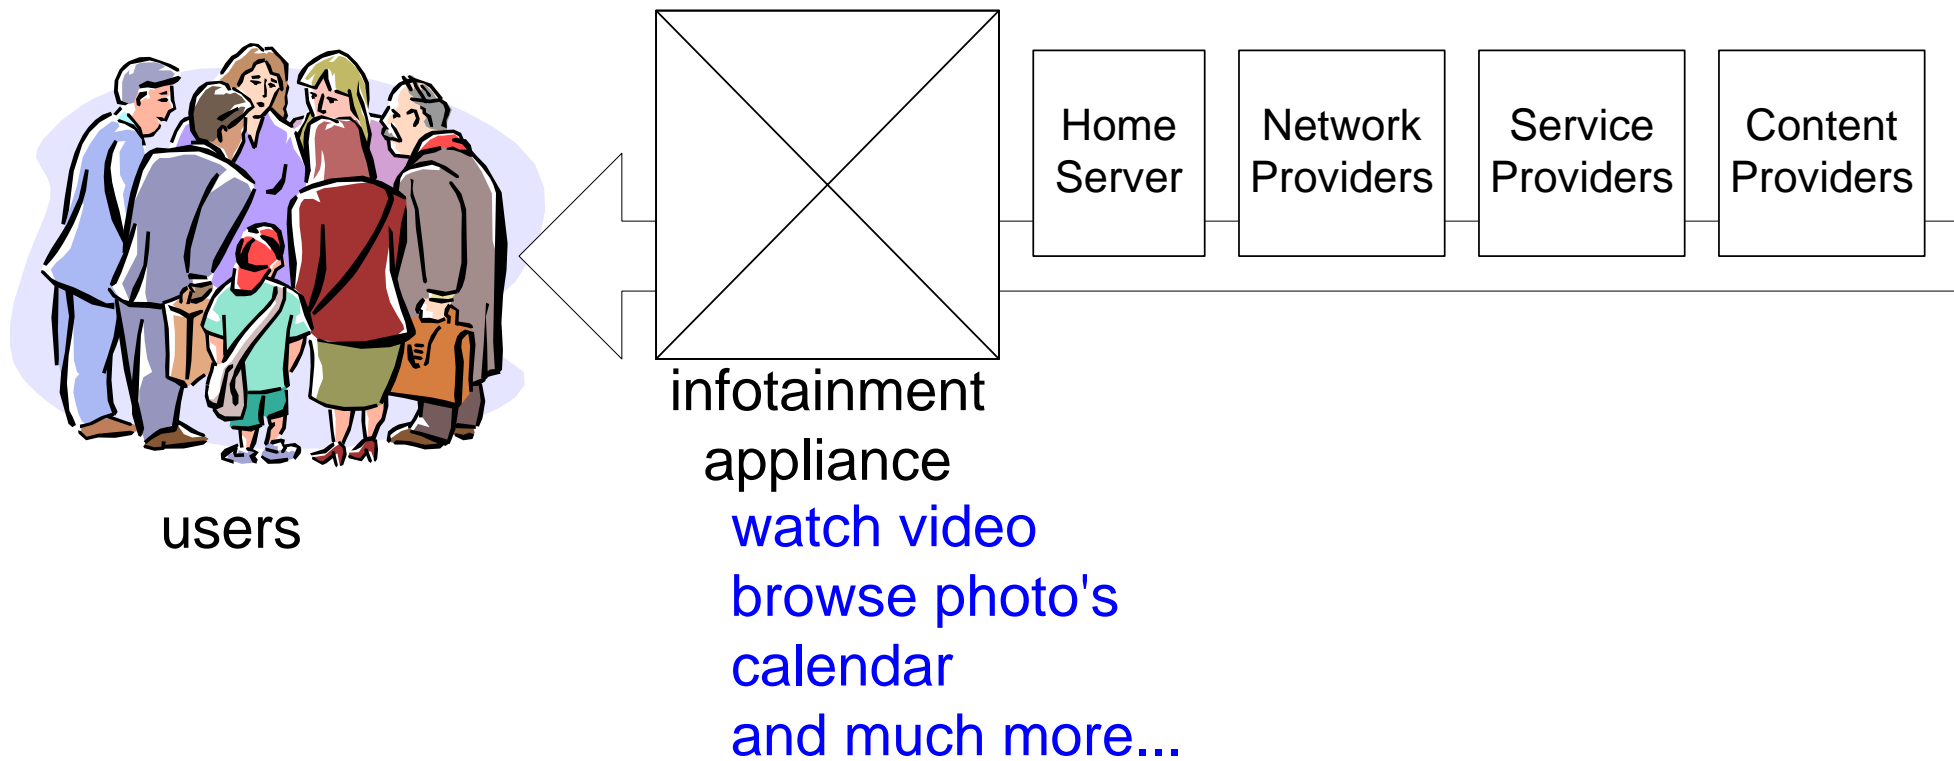 Home
Server
Network
Providers
Service
Providers
Content
Providers
infotainment
appliance
watch video
browse photo's
calendar
and much more...
users